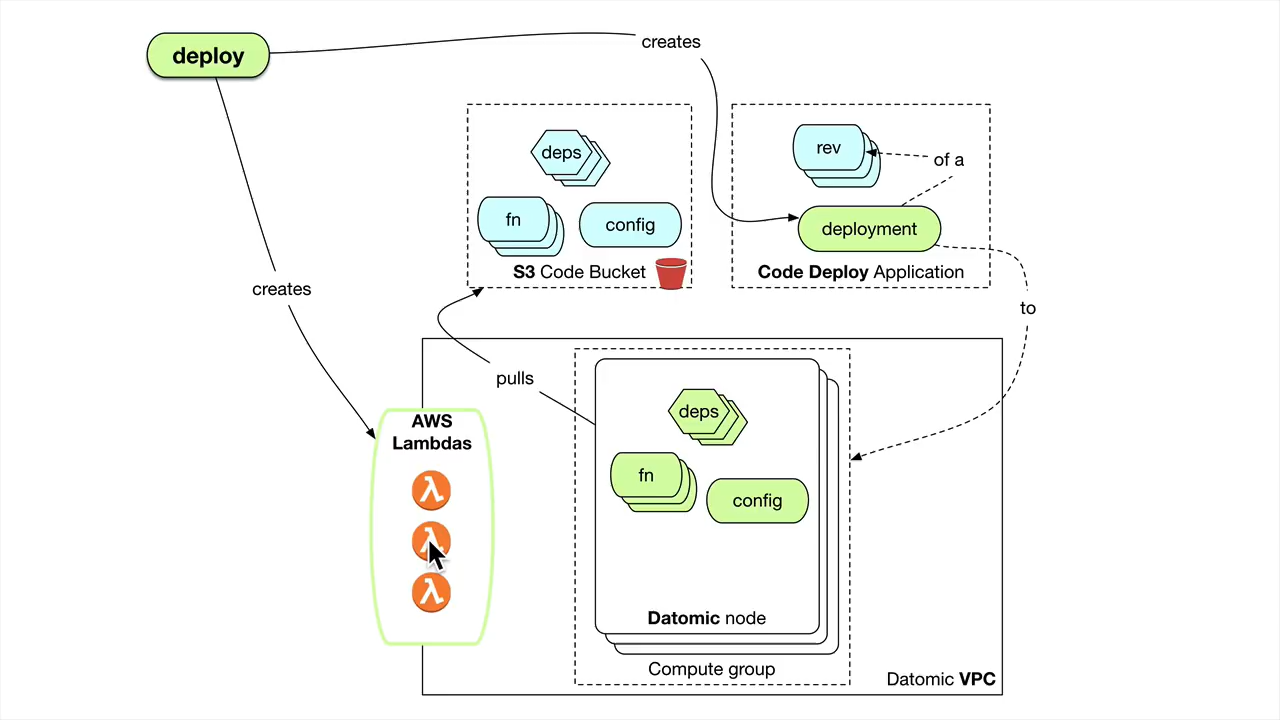 deploy
creates
deps
rev
of a
fn
config
deployment
S3 Code Bucket
Code Deploy Application
creates
to
pulls
AWS
Lambdas
deps
λ
fn
config
λ
λ
Datomic node
Compute group
Datomic VPC